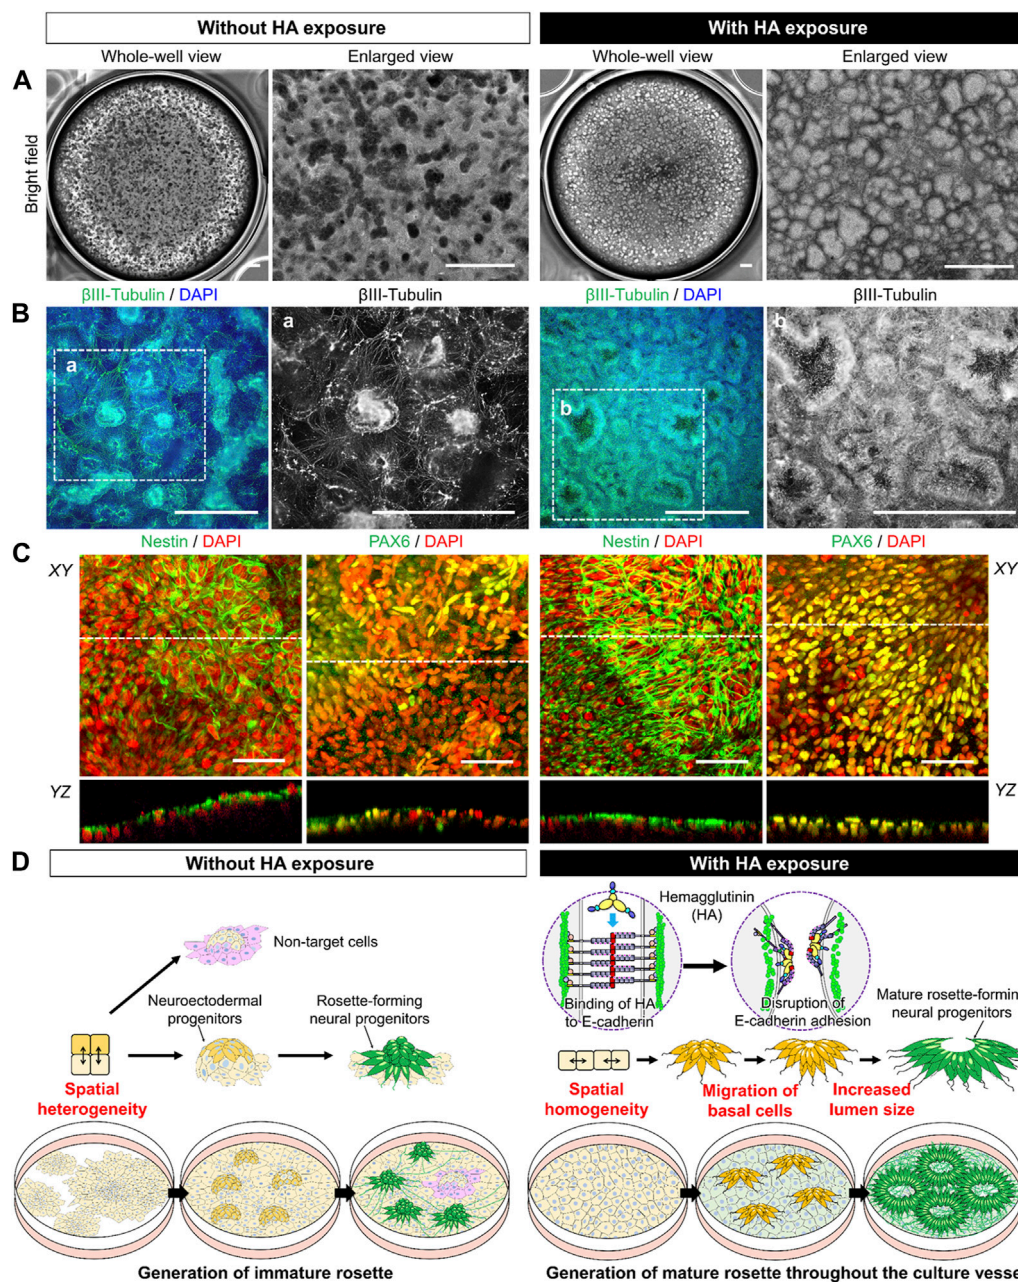 Without HA exposure
With HA exposure
Whole-well view
Enlarged view
Whole-well view
Enlarged view
A
Bright field
βIII-Tubulin / DAPI
βIII-Tubulin
βIII-Tubulin / DAPI
βIII-Tubulin
B
a
a
b
b
Nestin / DAPI
PAX6 / DAPI
Nestin / DAPI
PAX6 / DAPI
C
XY
XY
YZ
YZ
D
Without HA exposure
With HA exposure
Non-target cells
Neuroectodermal
progenitors
Rosette-forming
neural progenitors
Spatial
heterogeneity
Hemagglutinin
(HA)
Binding of HA
to E-cadherin
Disruption of
E-cadherin adhesion
Mature rosette-forming
neural progenitors
Spatial
homogeneity
Migration of
basal cells
Increased
lumen size
Generation of immature rosette
Generation of mature rosette throughout the culture vesse